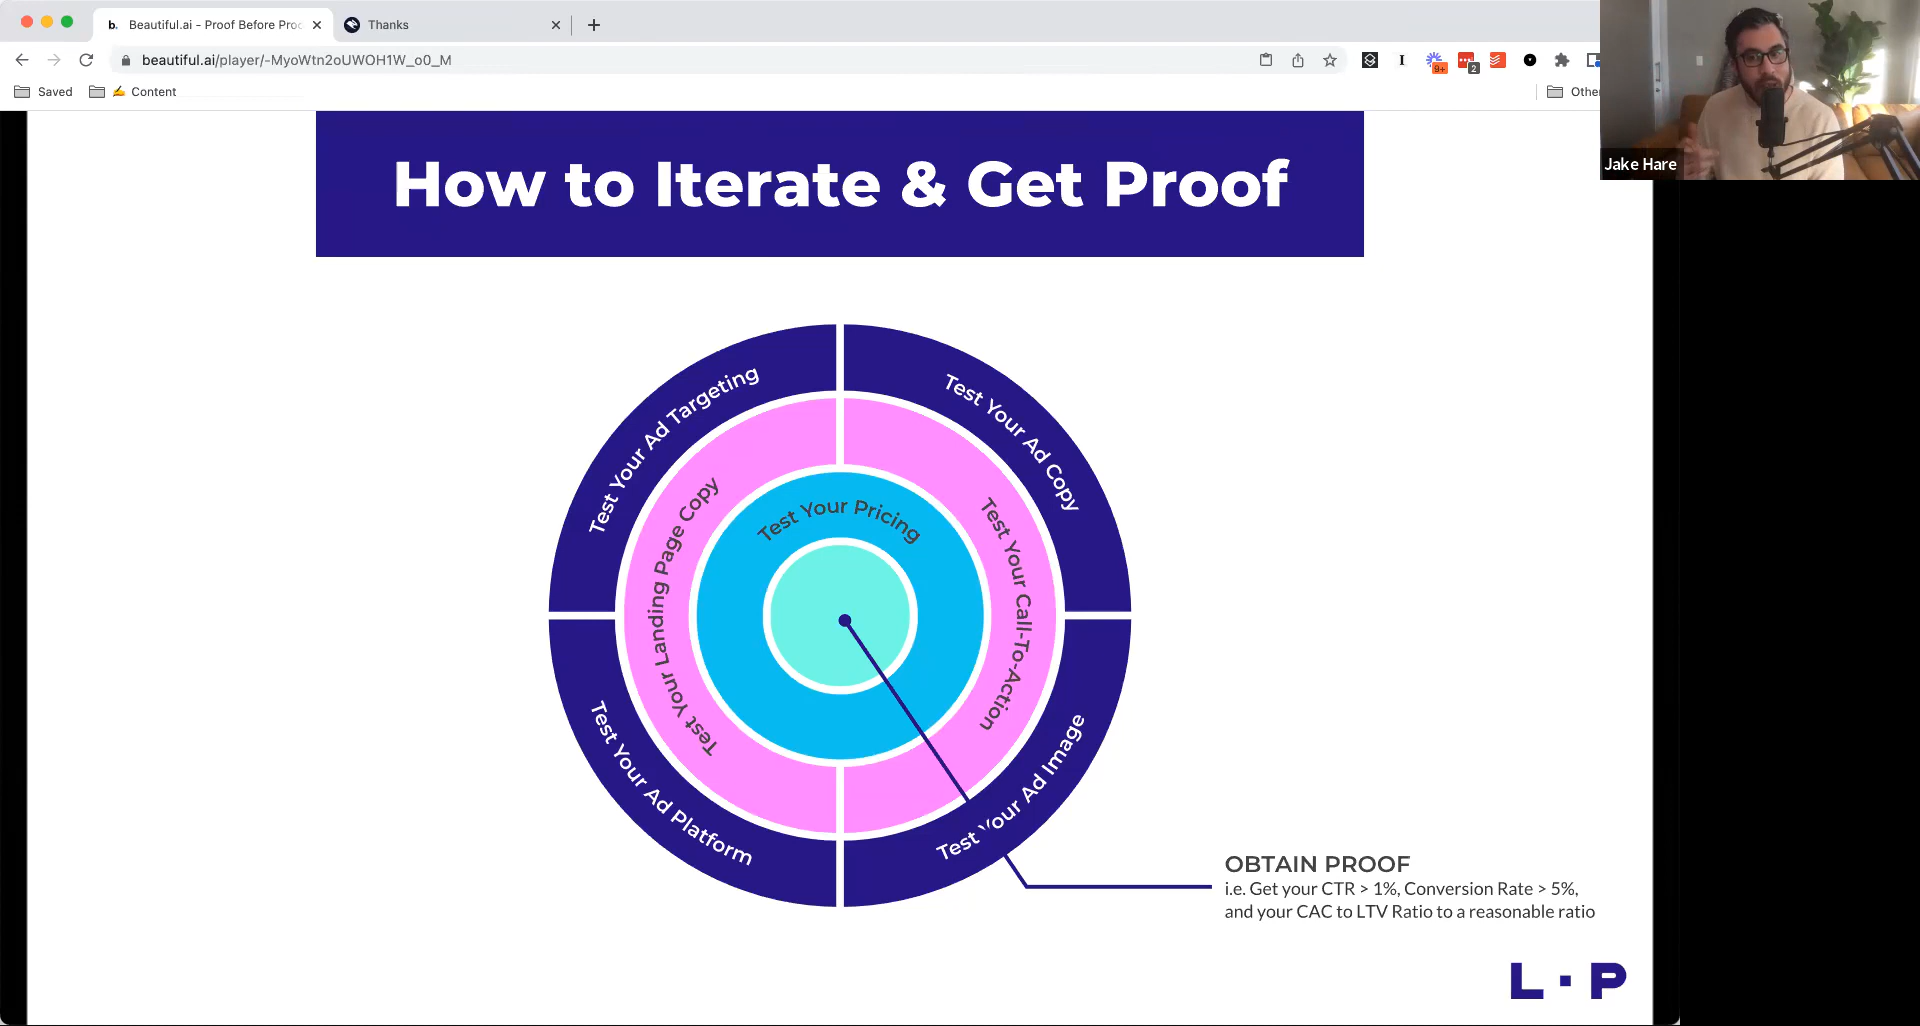 b. Beautiful.ai - Proof Before Proc
Thanks
beautiful.ai/player/-MyoWtn2oUWOH1W_o0_M
9+
2
Saved
✍ Content
Othe
Jake Hare
How to Iterate & Get Proof
Test Your Ad Targeting
Test Your Ad Copy
Test Your Landing Page Copy
Test Your Pricing
Test Your Call-To-Action
Test Your Ad Platform
Test Your Ad Image
OBTAIN PROOF
i.e. Get your CTR > 1%, Conversion Rate > 5%,
and your CAC to LTV Ratio to a reasonable ratio
L · P